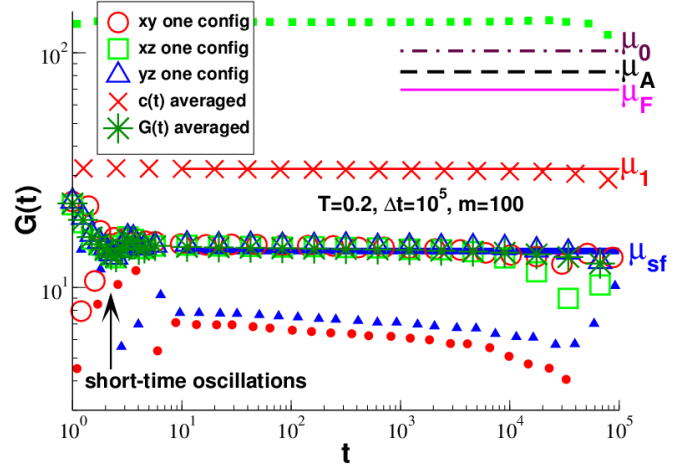 xy one config
xz one config
yz one config
c(t) averaged
G(t) averaged
μ0
μA
μF
μ1
μsf
T=0.2, Δt=10^5, m=100
short-time oscillations
G(t)
10^2
10^1
10^0 10^1 10^2 10^3 10^4 10^5
t